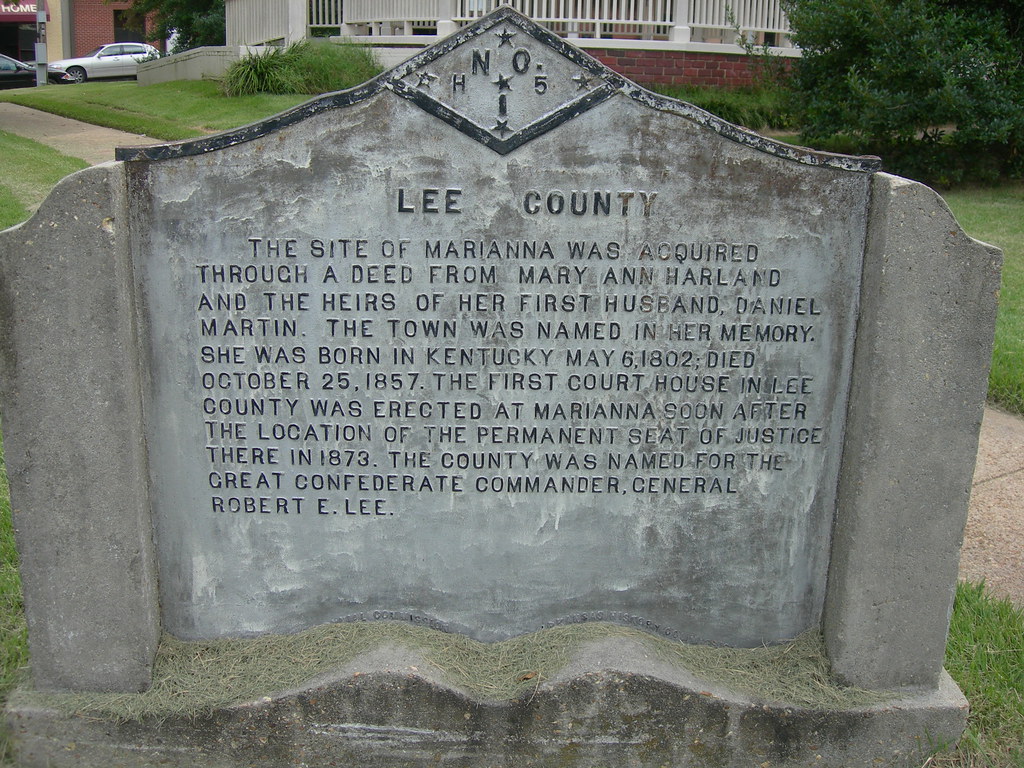 HOME
NO.
H 5
1
LEE COUNTY
THE SITE OF MARIANNA WAS ACQUIRED
THROUGH A DEED FROM MARY ANN HARLAND
AND THE HEIRS OF HER FIRST HUSBAND, DANIEL
MARTIN. THE TOWN WAS NAMED IN HER MEMORY.
SHE WAS BORN IN KENTUCKY MAY 6, 1802; DIED
OCTOBER 25, 1857. THE FIRST COURT HOUSE IN LEE
COUNTY WAS ERECTED AT MARIANNA SOON AFTER
THE LOCATION OF THE PERMANENT SEAT OF JUSTICE
THERE IN 1873. THE COUNTY WAS NAMED FOR THE
GREAT CONFEDERATE COMMANDER, GENERAL
ROBERT E. LEE.